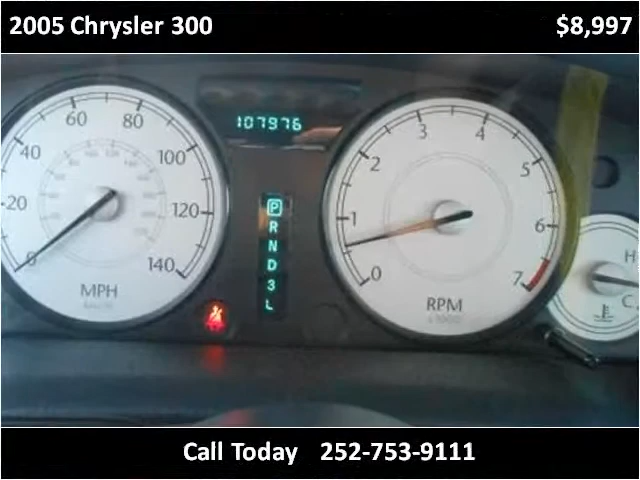 2005 Chrysler 300 $8,997
107976
20 40 60 80 100 120 140
0
MPH
P
R
N
D
3
L
0 1 2 3 4 5 6 7
RPM
H
C
Call Today 252-753-9111